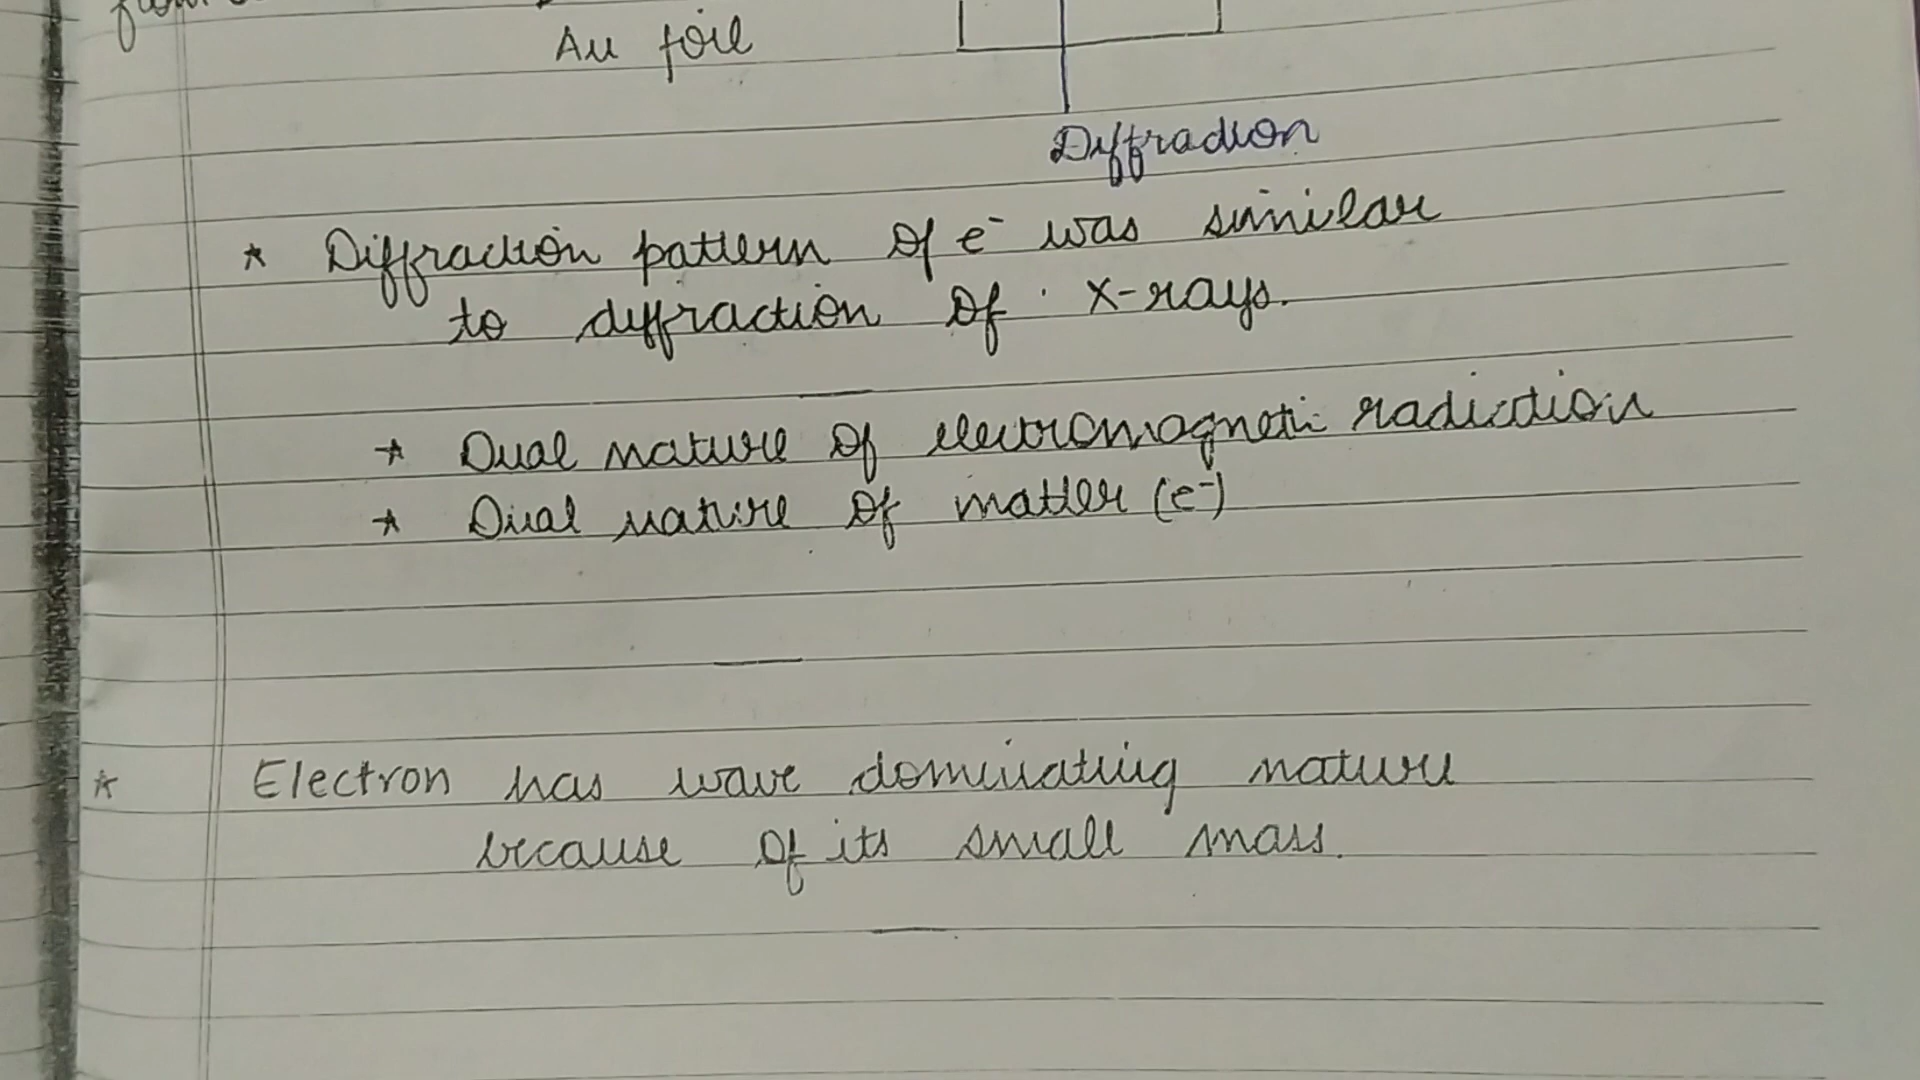 Au foil
Diffraction
* Diffraction pattern of e⁻ was similar
to diffraction of x-rays.
* Dual nature of electromagnetic radiation
* Dual nature of matter (e⁻)
* Electron has wave dominating nature
because of its small mass.